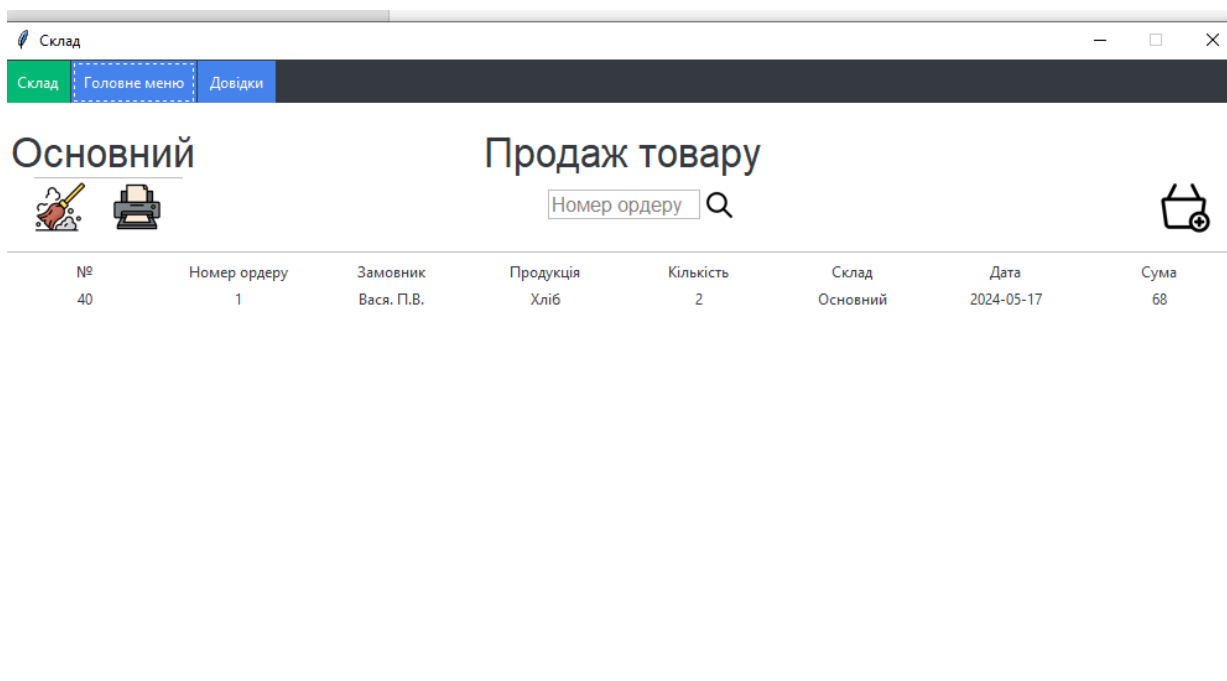 Склад
Склад Головне меню Довідки
Основний Продаж товару
Номер ордеру
№ Номер ордеру Замовник Продукція Кількість Склад Дата Сума
40 1 Вася. П.В. Хліб 2 Основний 2024-05-17 68